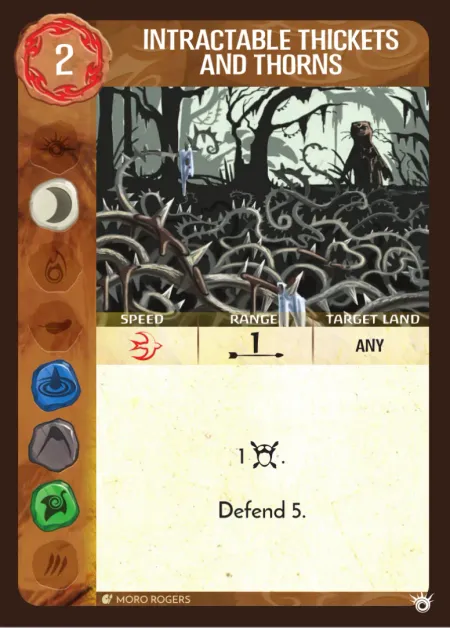 2
INTRACTABLE THICKETS
AND THORNS
SPEED RANGE TARGET LAND
1 ANY
1 .
Defend 5.
MORO ROGERS